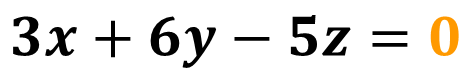 3x + 6y − 5z = 0